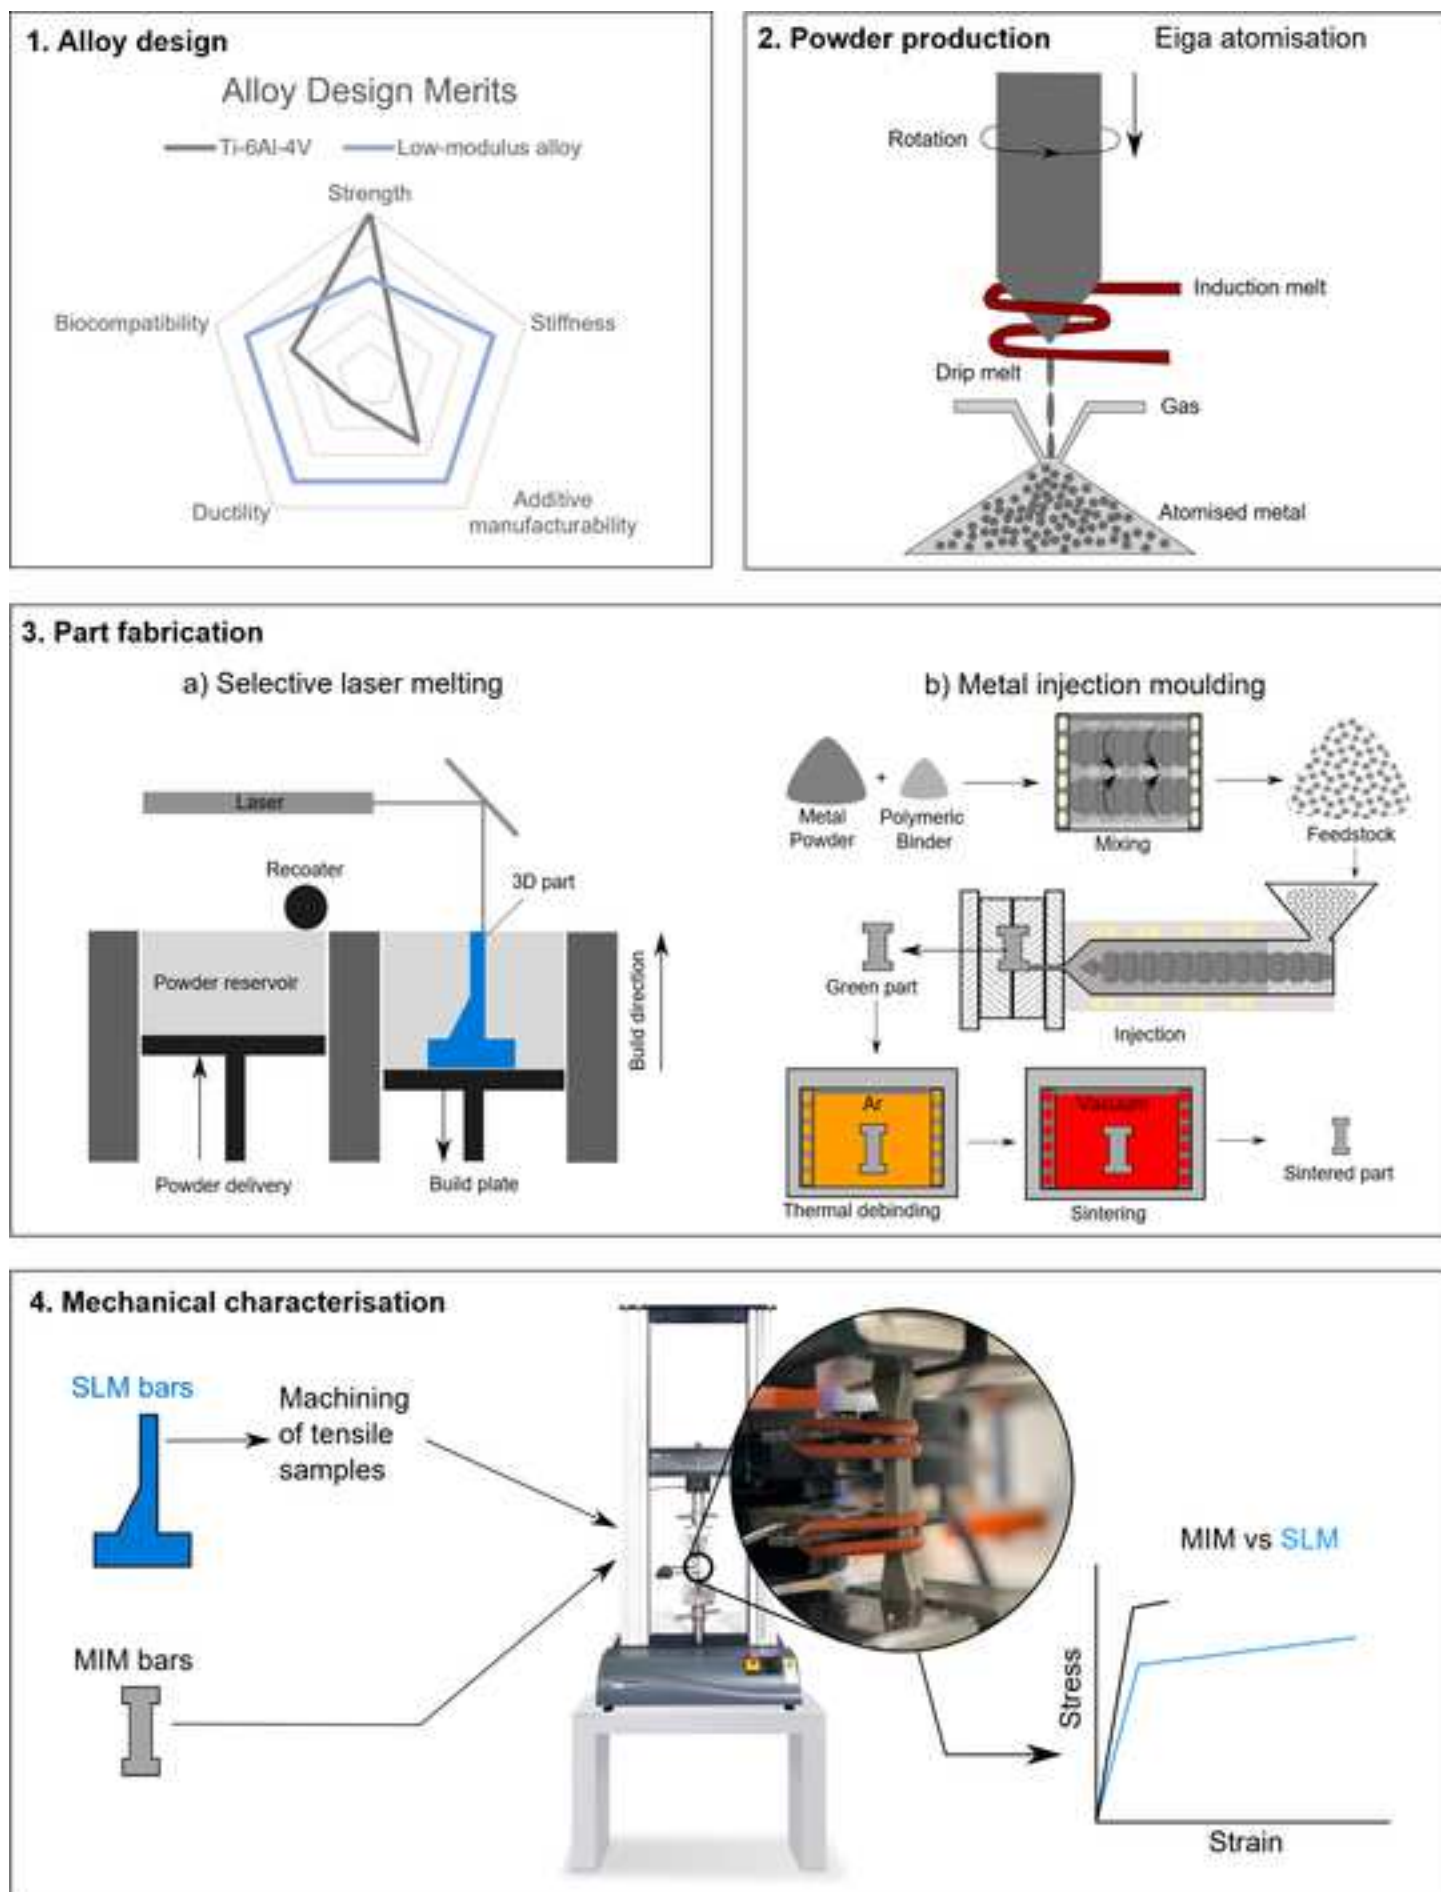 1. Alloy design
Alloy Design Merits
Ti-6Al-4V
Low-modulus alloy
Strength
Biocompatibility
Stiffness
Ductility
Additive
manufacturability
2. Powder production
Eiga atomisation
Rotation
Induction melt
Drip melt
Gas
Atomised metal
3. Part fabrication
a) Selective laser melting
Laser
Recoater
3D part
Powder reservoir
Build direction
Powder delivery
Build plate
b) Metal injection moulding
+
Metal
Powder
Polymeric
Binder
Mixing
Feedstock
Green part
Injection
Ar
Vacuum
Thermal debinding
Sintering
Sintered part
4. Mechanical characterisation
SLM bars
Machining
of tensile
samples
MIM bars
MIM vs SLM
Stress
Strain